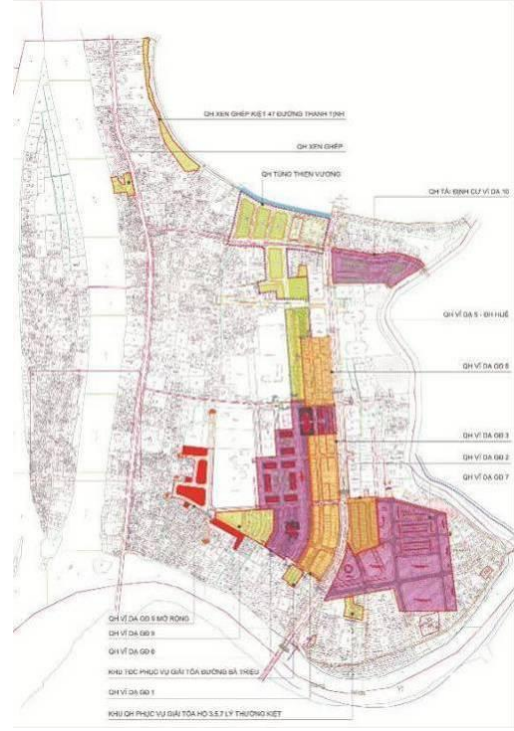 QH XEN GHÉP KIỆT 47 ĐƯỜNG THANH TỊNH
QH XEN GHÉP
QH TÙNG THIỆN VƯƠNG
QH TÁI ĐỊNH CƯ VĨ DẠ 10
QH VĨ DẠ 5 - ĐH HUẾ
QH VĨ DẠ GĐ 6
QH VĨ DẠ GĐ 3
QH VĨ DẠ GĐ 2
QH VĨ DẠ GĐ 7
QH VĨ DẠ GĐ 9 MỞ RỘNG
QH VĨ DẠ GĐ 9
QH VĨ DẠ GĐ 8
KHU TĐC PHỤC VỤ GIẢI TỎA ĐƯỜNG BÀ TRIỆU
QH VĨ DẠ GĐ 1
KHU QH PHỤC VỤ GIẢI TỎA HỘ 3,5,7 LÝ THƯỜNG KIỆT